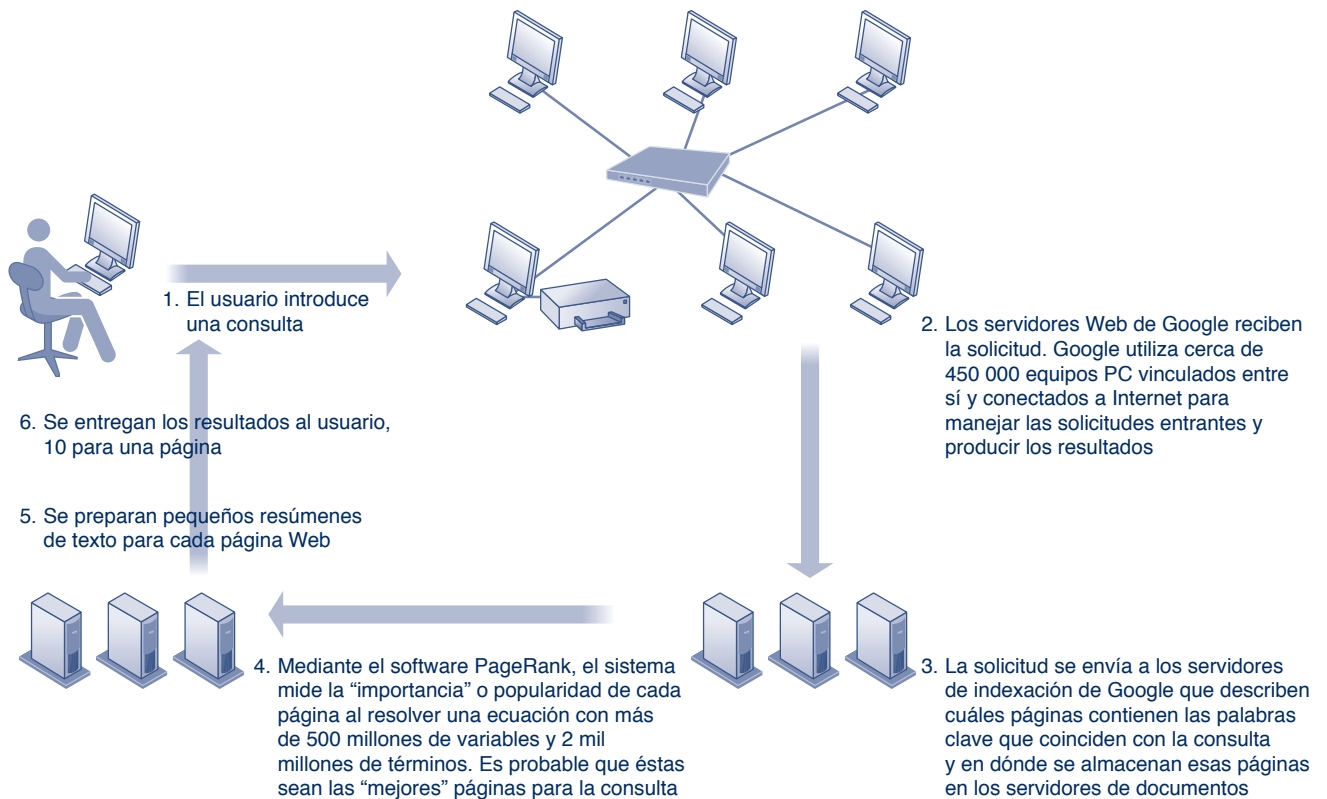 1. El usuario introduce
una consulta
2. Los servidores Web de Google reciben
la solicitud. Google utiliza cerca de
450 000 equipos PC vinculados entre
sí y conectados a Internet para
manejar las solicitudes entrantes y
producir los resultados
3. La solicitud se envía a los servidores
de indexación de Google que describen
cuáles páginas contienen las palabras
clave que coinciden con la consulta
y en dónde se almacenan esas páginas
en los servidores de documentos
4. Mediante el software PageRank, el sistema
mide la “importancia” o popularidad de cada
página al resolver una ecuación con más
de 500 millones de variables y 2 mil
millones de términos. Es probable que éstas
sean las “mejores” páginas para la consulta
5. Se preparan pequeños resúmenes
de texto para cada página Web
6. Se entregan los resultados al usuario,
10 para una página